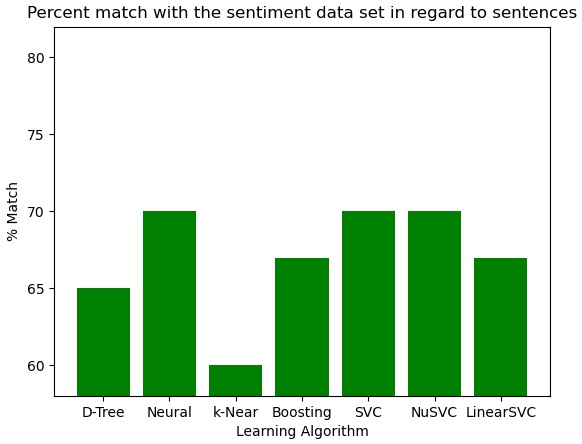 Percent match with the sentiment data set in regard to sentences
80
75
70
65
60
% Match
D-Tree Neural k-Near Boosting SVC NuSVC LinearSVC
Learning Algorithm